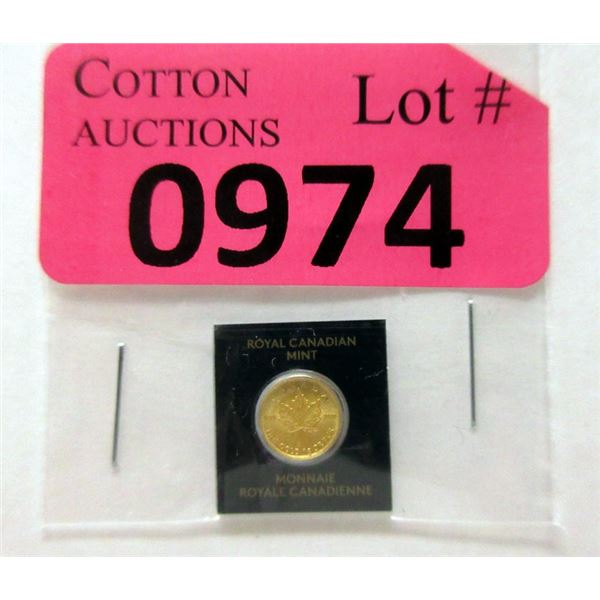 COTTON
AUCTIONS
Lot #
0974
ROYAL CANADIAN
MINT
MONNAIE
ROYALE CANADIENNE